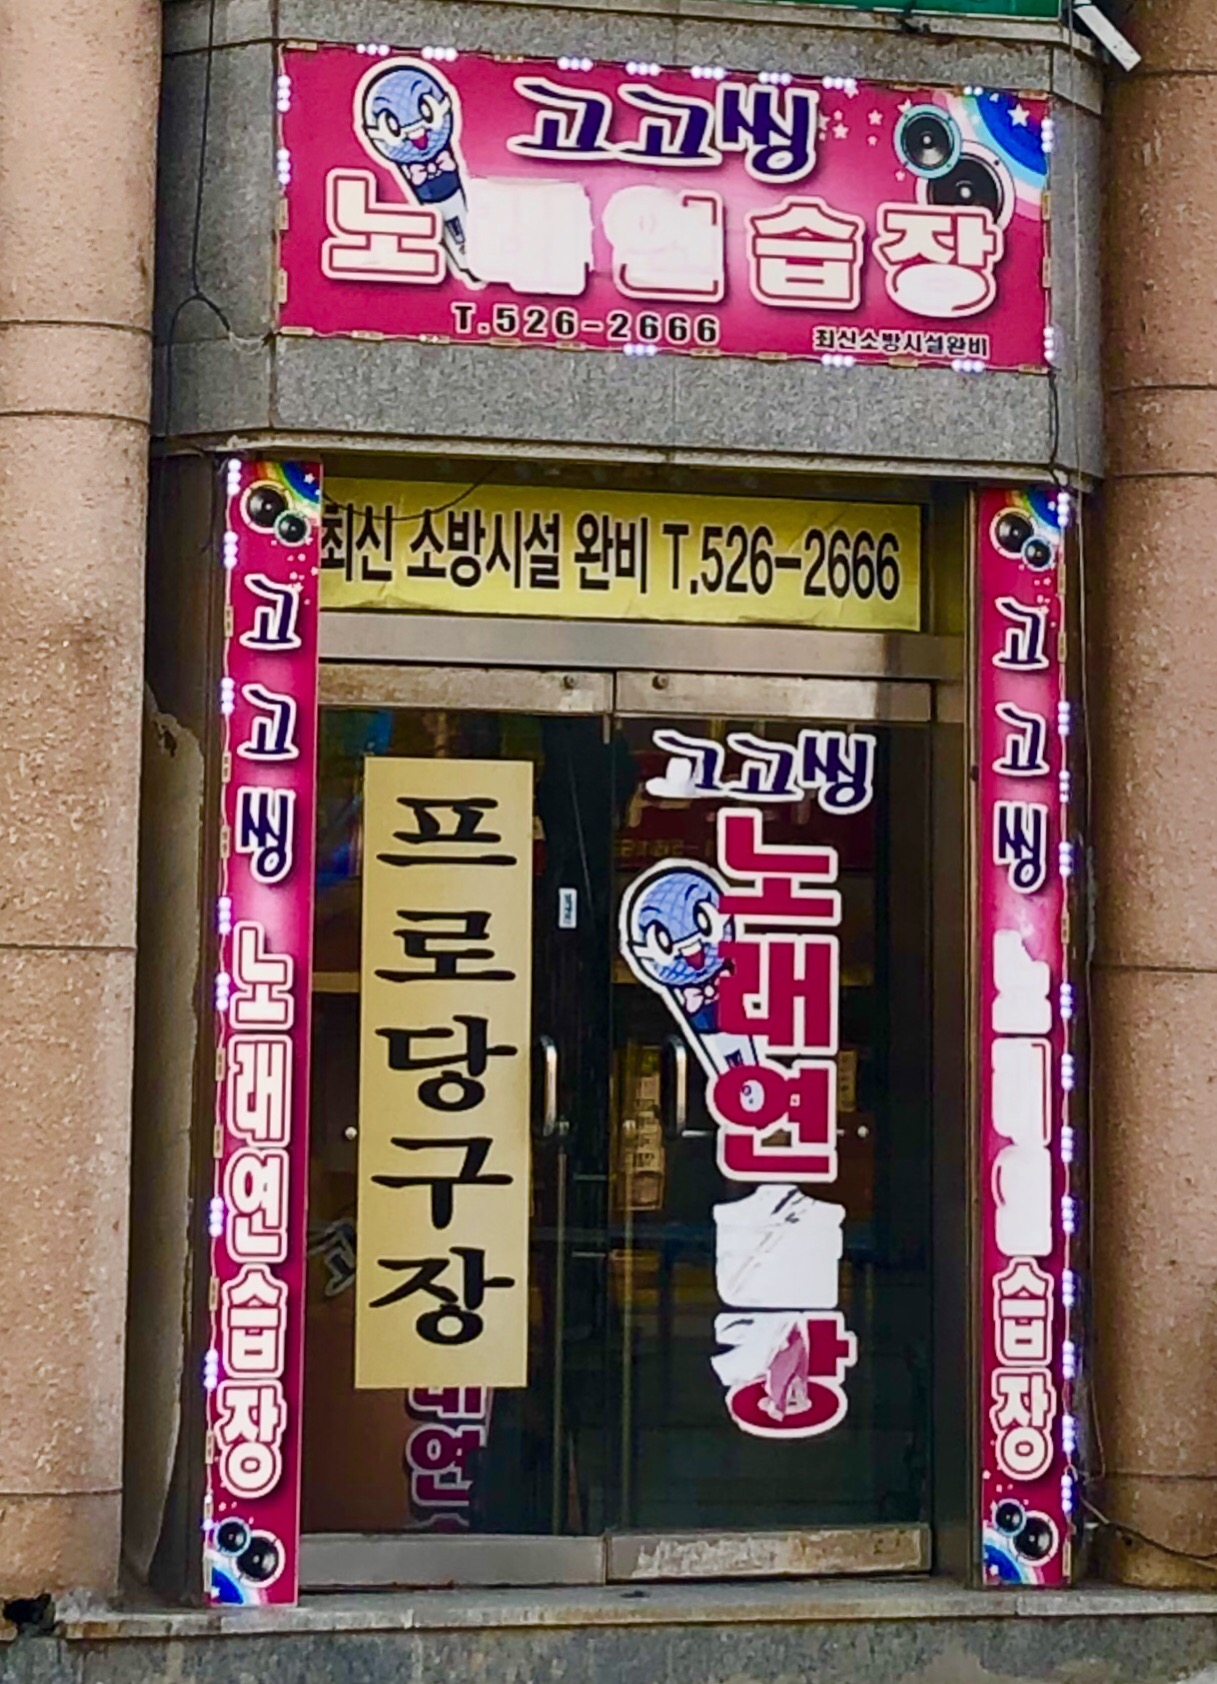 고고씽
노래연습장
T.526-2666
최신소방시설완비
최신 소방시설 완비 T.526-2666
고고씽 노래연습장
프로당구장
고고씽
노래연
래연
고고씽
습장